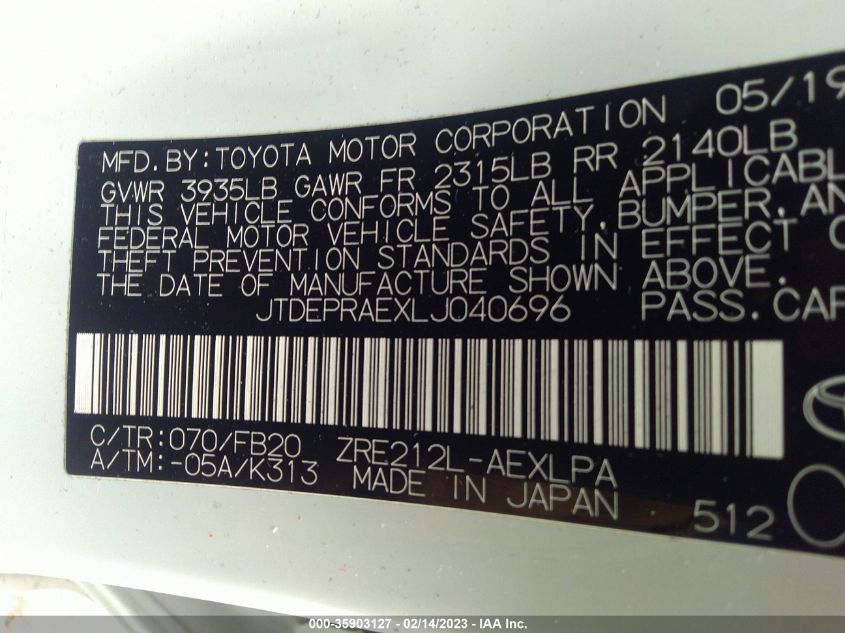 MFD.BY:TOYOTA MOTOR CORPORATION 05/19
GVWR 3935LB GAWR FR 2315LB RR 2140LB
THIS VEHICLE CONFORMS TO ALL APPLICABL
FEDERAL MOTOR VEHICLE SAFETY,BUMPER,AN
THEFT PREVENTION STANDARDS IN EFFECT O
THE DATE OF MANUFACTURE SHOWN ABOVE.
JTDEPRAEXLJ040696 PASS.CAR
C/TR:070/FB20 ZRE212L-AEXLPA
A/TM:-05A/K313 MADE IN JAPAN 512
000-35903127 - 02/14/2023 - IAA Inc.